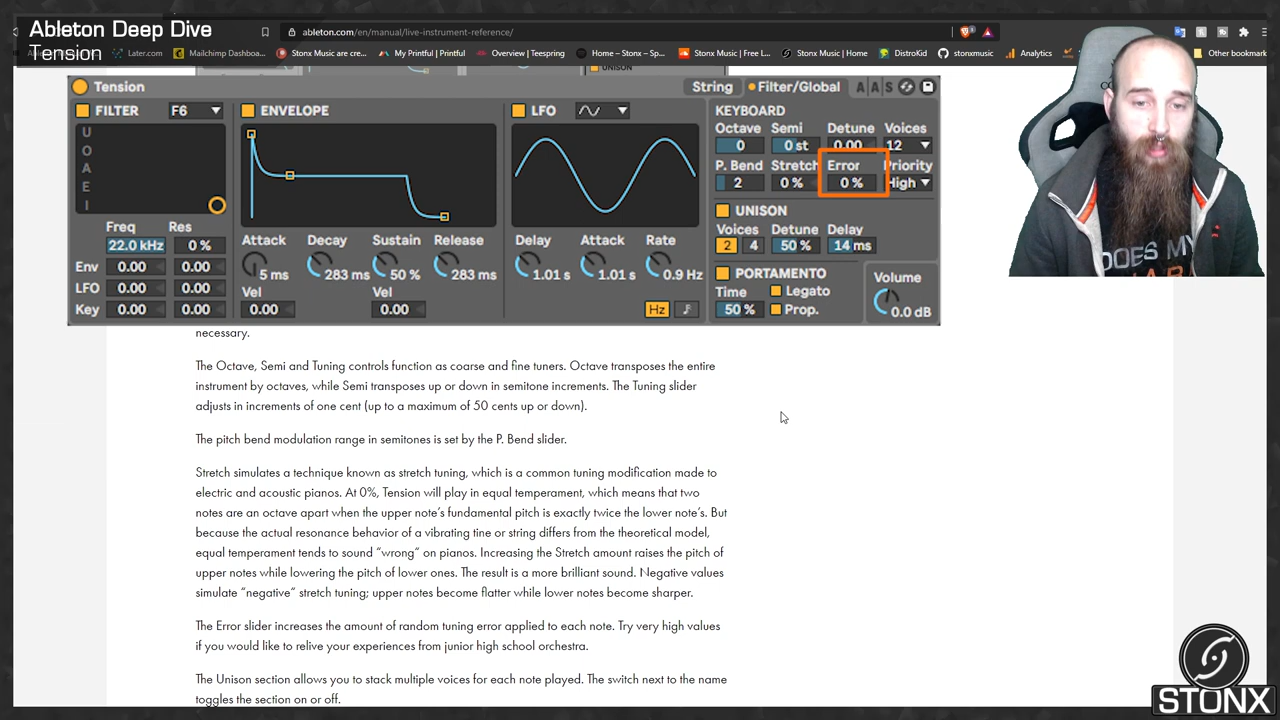 Ableton Deep Dive
Tension
ableton.com/en/manual/live-instrument-reference/
Later.com
Mailchimp Dashboa...
Stonx Music are cre...
My Printful | Printful
Overview | Teespring
Home – Stonx – Sp...
Stonx Music | Free L...
Stonx Music | Home
DistroKid
stonxmusic
Analytics
Other bookmark
UNISON
Tension
String
Filter/Global
A A S
FILTER
F6
U
O
A
E
I
Freq
Res
22.0 kHz
0 %
Env
0.00
0.00
LFO
0.00
0.00
Key
0.00
0.00
ENVELOPE
Attack
Decay
Sustain
Release
5 ms
283 ms
50 %
283 ms
Vel
Vel
0.00
0.00
LFO
Delay
Attack
Rate
1.01 s
1.01 s
0.9 Hz
Hz
KEYBOARD
Octave
Semi
Detune
Voices
0
0 st
0.00
12
P. Bend
Stretch
Error
Priority
2
0 %
0 %
High
UNISON
Voices
Detune
Delay
2
4
50 %
14 ms
PORTAMENTO
Time
Legato
50 %
Prop.
Volume
0.0 dB
DOES MY
necessary.
The Octave, Semi and Tuning controls function as coarse and fine tuners. Octave transposes the entire
instrument by octaves, while Semi transposes up or down in semitone increments. The Tuning slider
adjusts in increments of one cent (up to a maximum of 50 cents up or down).
The pitch bend modulation range in semitones is set by the P. Bend slider.
Stretch simulates a technique known as stretch tuning, which is a common tuning modification made to
electric and acoustic pianos. At 0%, Tension will play in equal temperament, which means that two
notes are an octave apart when the upper note’s fundamental pitch is exactly twice the lower note’s. But
because the actual resonance behavior of a vibrating tine or string differs from the theoretical model,
equal temperament tends to sound “wrong” on pianos. Increasing the Stretch amount raises the pitch of
upper notes while lowering the pitch of lower ones. The result is a more brilliant sound. Negative values
simulate “negative” stretch tuning; upper notes become flatter while lower notes become sharper.
The Error slider increases the amount of random tuning error applied to each note. Try very high values
if you would like to relive your experiences from junior high school orchestra.
The Unison section allows you to stack multiple voices for each note played. The switch next to the name
toggles the section on or off.
STONX